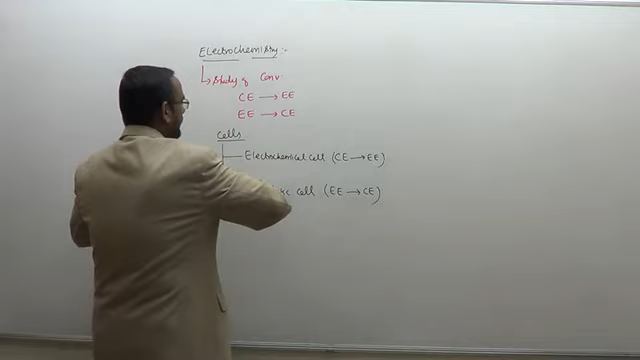 Electrochemistry :-
Study of Conv.
CE → EE
EE → CE
Cells
Electrochemical cell (CE → EE)
cell (EE → CE)